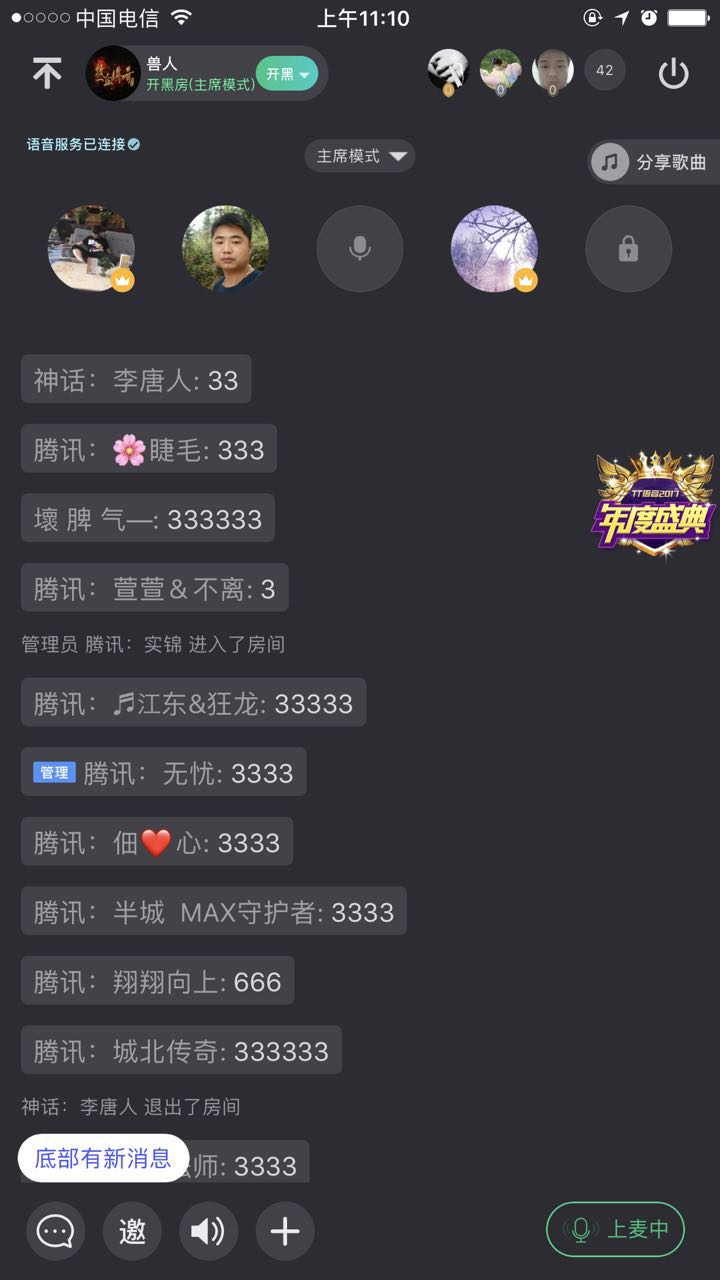 中国电信
上午11:10
兽人
开黑房(主席模式)
开黑
0
0
0
42
语音服务已连接
主席模式
分享歌曲
神话：李唐人: 33
腾讯：🌸睫毛: 333
壞 脾 气—: 333333
腾讯：萱萱＆不离: 3
TT语音2017
年度盛典
管理员 腾讯：实锦 进入了房间
腾讯：🎵江东&狂龙: 33333
管理 腾讯：无忧: 3333
腾讯：佃❤️心: 3333
腾讯：半城 MAX守护者: 3333
腾讯：翔翔向上: 666
腾讯：城北传奇: 333333
神话：李唐人 退出了房间
底部有新消息
师: 3333
邀
上麦中